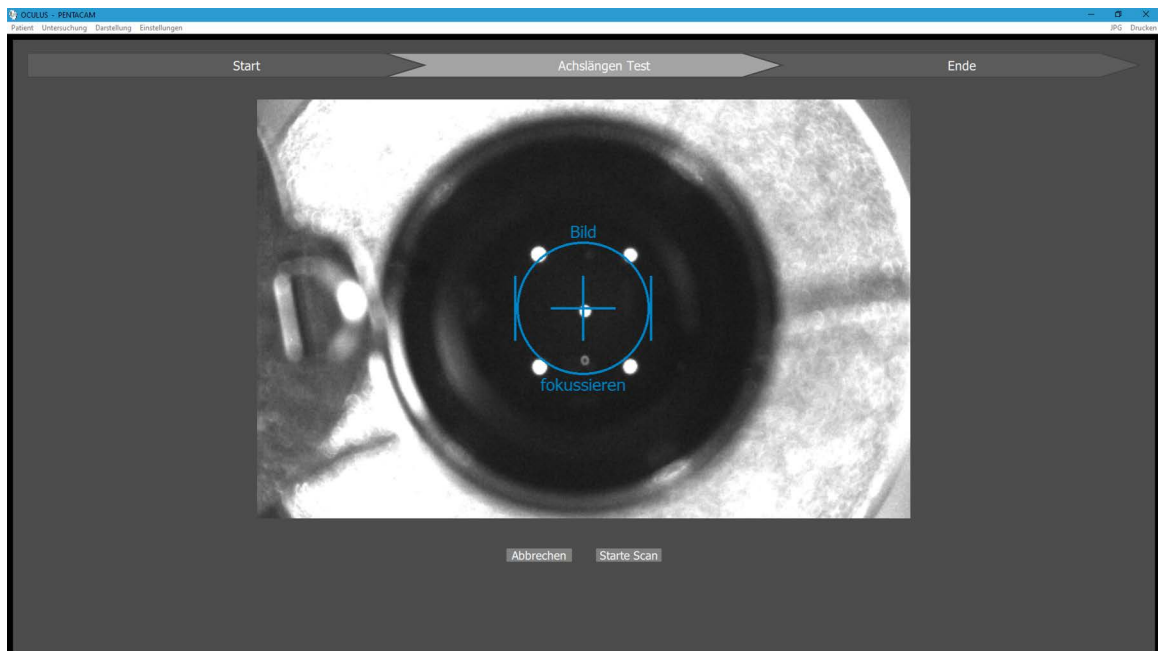 OCULUS - PENTACAM
Patient Untersuchung Darstellung Einstellungen JPG Drucken
Start Achslängen Test Ende
Bild
fokussieren
Abbrechen Starte Scan